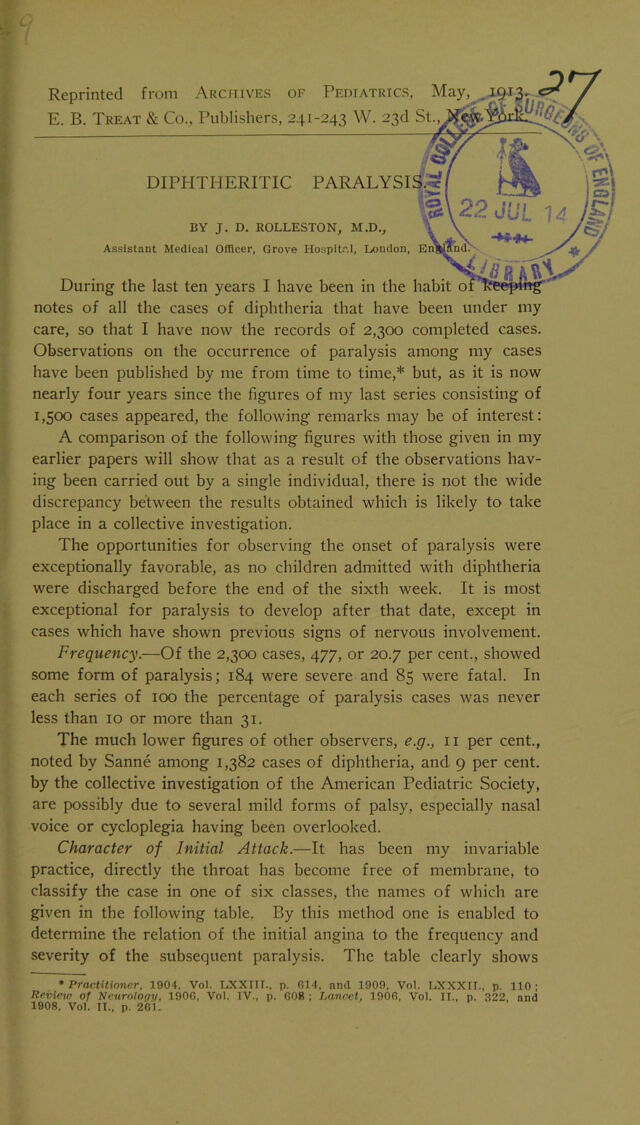 9
27
Reprinted from ARCHIVES OF PEDIATRICS, May, 1913.
E. B. TREAT & CO., Publishers, 241-243 W. 23d St., New York.
ROYAL COLLEGE OF SURGEONS OF ENGLAND
22 JUL 14
LIBRARY
DIPHTHERITIC PARALYSIS.
BY J. D. ROLLESTON, M.D.,
Assistant Medical Officer, Grove Hospital, London, England.
During the last ten years I have been in the habit of keeping
notes of all the cases of diphtheria that have been under my
care, so that I have now the records of 2,300 completed cases.
Observations on the occurrence of paralysis among my cases
have been published by me from time to time,* but, as it is now
nearly four years since the figures of my last series consisting of
1,500 cases appeared, the following remarks may be of interest:
A comparison of the following figures with those given in my
earlier papers will show that as a result of the observations hav-
ing been carried out by a single individual, there is not the wide
discrepancy between the results obtained which is likely to take
place in a collective investigation.
The opportunities for observing the onset of paralysis were
exceptionally favorable, as no children admitted with diphtheria
were discharged before the end of the sixth week. It is most
exceptional for paralysis to develop after that date, except in
cases which have shown previous signs of nervous involvement.
Frequency.—Of the 2,300 cases, 477, or 20.7 per cent., showed
some form of paralysis; 184 were severe and 85 were fatal. In
each series of 100 the percentage of paralysis cases was never
less than 10 or more than 31.
The much lower figures of other observers, e.g., 11 per cent.,
noted by Sanné among 1,382 cases of diphtheria, and 9 per cent.
by the collective investigation of the American Pediatric Society,
are possibly due to several mild forms of palsy, especially nasal
voice or cycloplegia having been overlooked.
Character of Initial Attack.—It has been my invariable
practice, directly the throat has become free of membrane, to
classify the case in one of six classes, the names of which are
given in the following table. By this method one is enabled to
determine the relation of the initial angina to the frequency and
severity of the subsequent paralysis. The table clearly shows
* Practitioner, 1904, Vol. LXXIII., p. 614, and 1909, Vol. LXXXII., p. 110;
Review of Neurology, 1906, Vol. IV., p. 608; Lancet, 1906, Vol. II., p. 322, and
1908, Vol. II., p. 261.